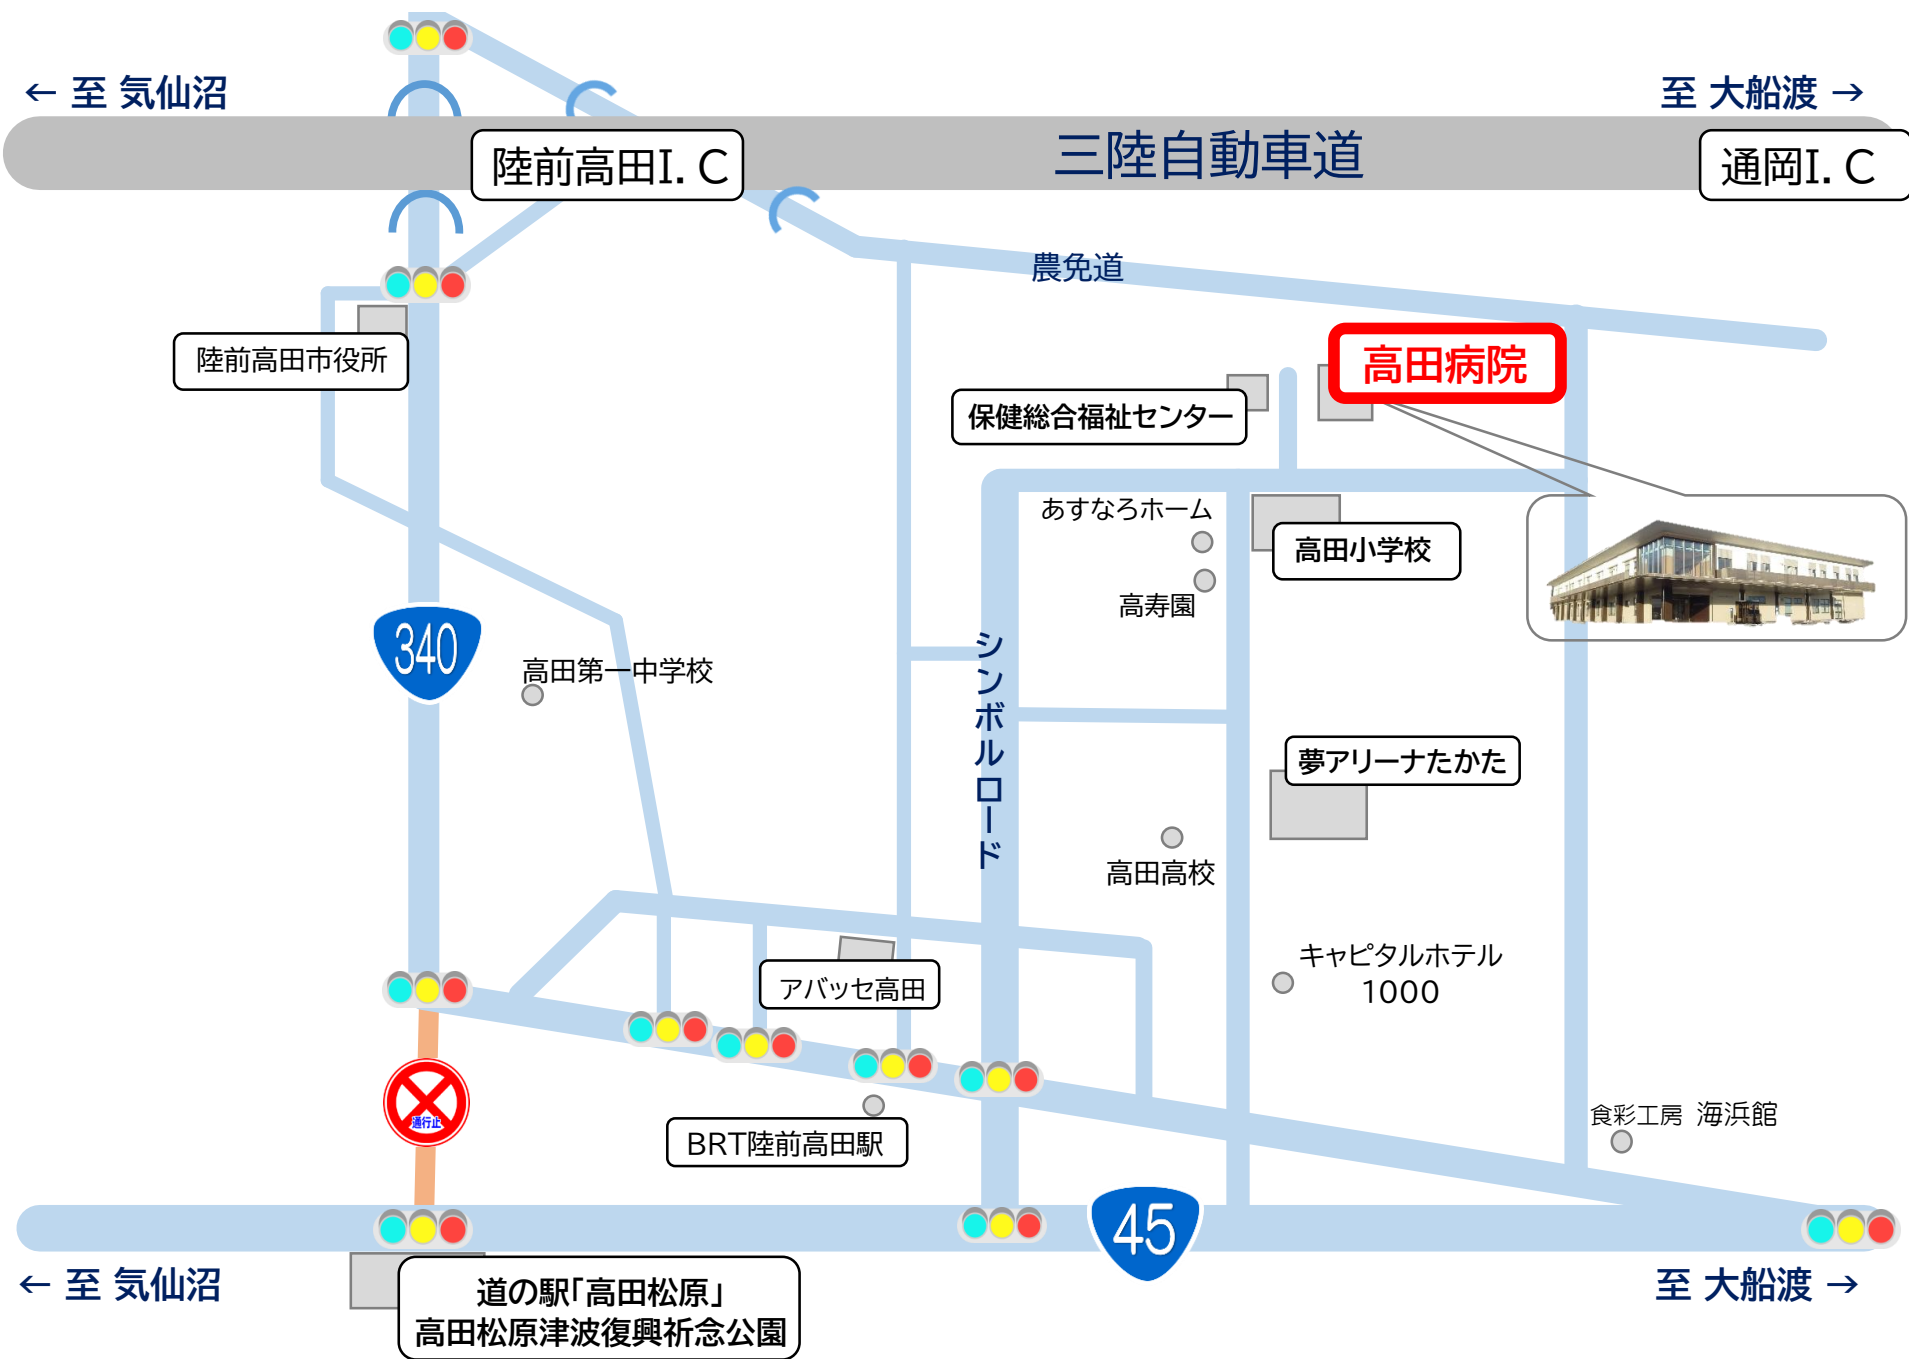 ← 至 気仙沼
至 大船渡 →
三陸自動車道
陸前高田I.C
通岡I.C
農免道
陸前高田市役所
高田病院
保健総合福祉センター
あすなろホーム
高田小学校
高寿園
340
高田第一中学校
シンボルロード
夢アリーナたかた
高田高校
キャピタルホテル
1000
アバッセ高田
通行止
BRT陸前高田駅
食彩工房 海浜館
45
← 至 気仙沼
至 大船渡 →
道の駅「高田松原」
高田松原津波復興祈念公園